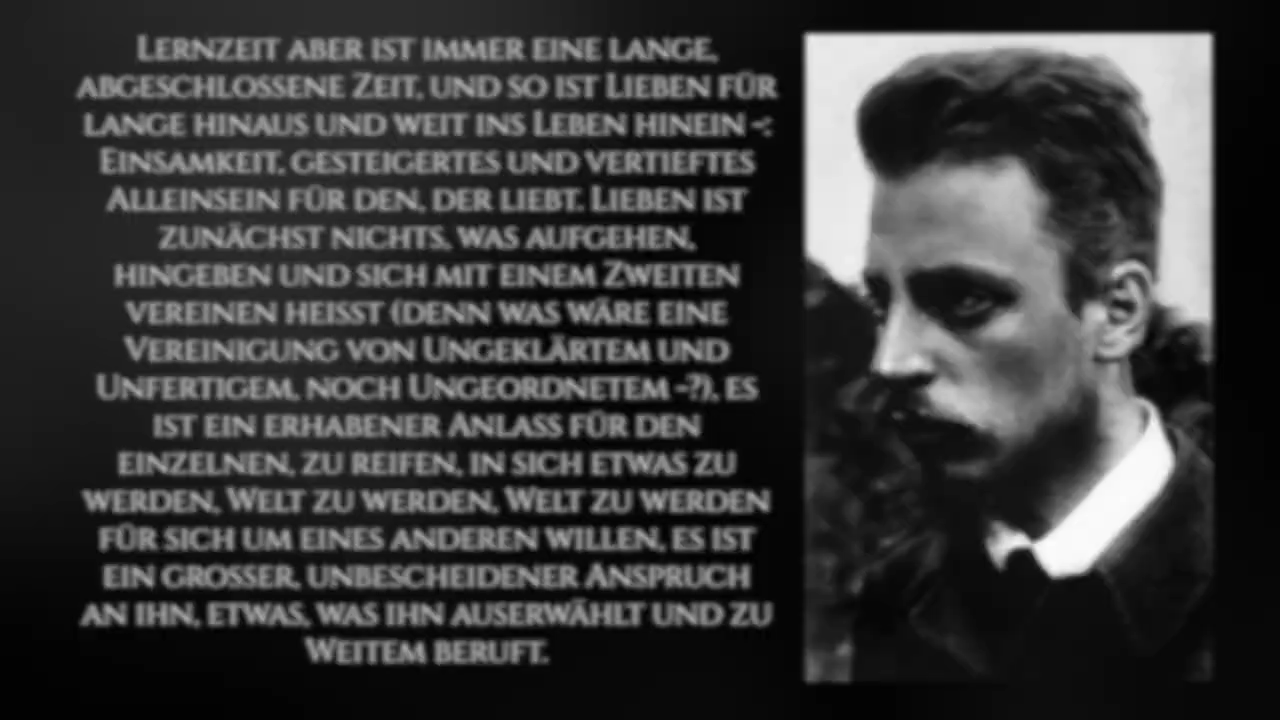 Lernzeit aber ist immer eine lange,
abgeschlossene Zeit, und so ist Lieben für
lange hinaus und weit ins Leben hinein -:
Einsamkeit, gesteigertes und vertieftes
Alleinsein für den, der liebt. Lieben ist
zunächst nichts, was aufgehen,
hingeben und sich mit einem Zweiten
vereinen heisst (denn was wäre eine
Vereinigung von Ungeklärtem und
Unfertigem, noch Ungeordnetem -?), es
ist ein erhabener Anlass für den
einzelnen, zu reifen, in sich etwas zu
werden, Welt zu werden, Welt zu werden
für sich um eines anderen willen, es ist
ein grosser, unbescheidener Anspruch
an ihn, etwas, was ihn auserwählt und zu
Weitem beruft.